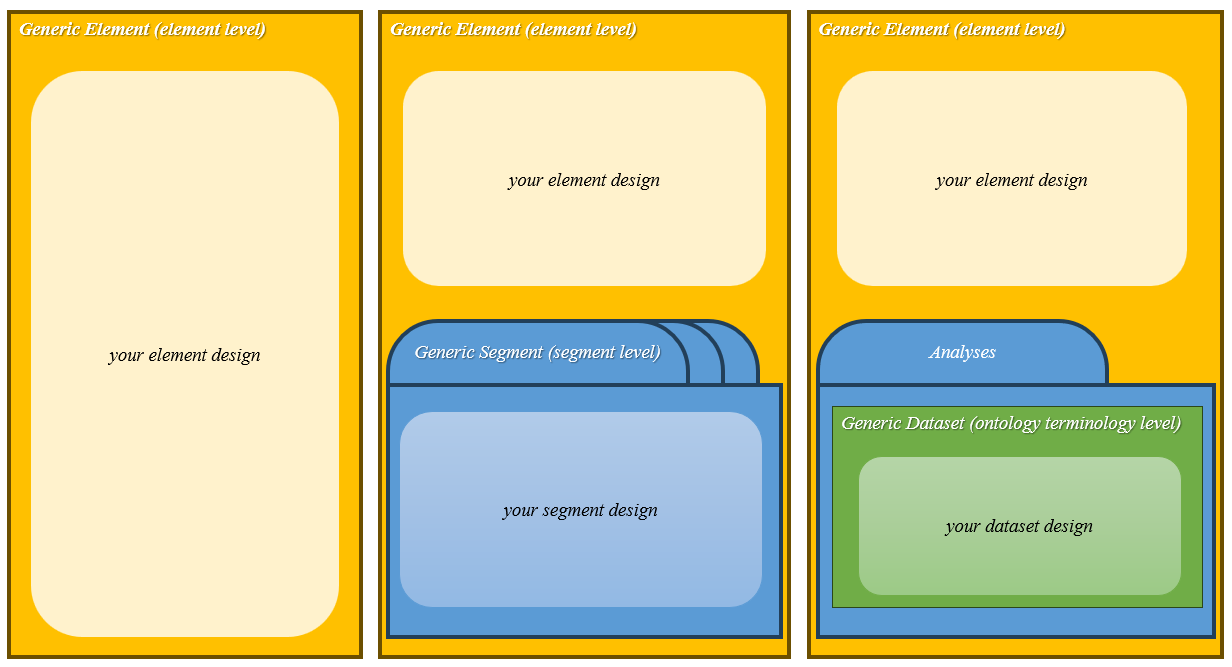 Generic Element (element level)
your element design
Generic Element (element level)
your element design
Generic Segment (segment level)
your segment design
Generic Element (element level)
your element design
Analyses
Generic Dataset (ontology terminology level)
your dataset design